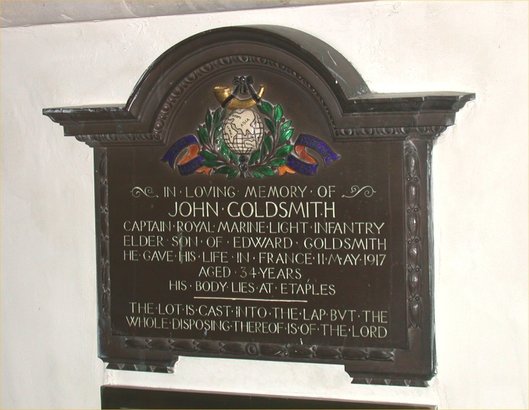 IN·LOVING·MEMORY·OF
JOHN·GOLDSMITH
CAPTAIN·ROYAL·MARINE·LIGHT·INFANTRY
ELDER·SON·OF·EDWARD·GOLDSMITH
HE·GAVE·HIS·LIFE·IN·FRANCE·11·MAY·1917
AGED·34·YEARS
HIS·BODY·LIES·AT·ETAPLES
THE·LOT·IS·CAST·INTO·THE·LAP·BVT·THE
WHOLE·DISPOSING·THEREOF·IS·OF·THE·LORD